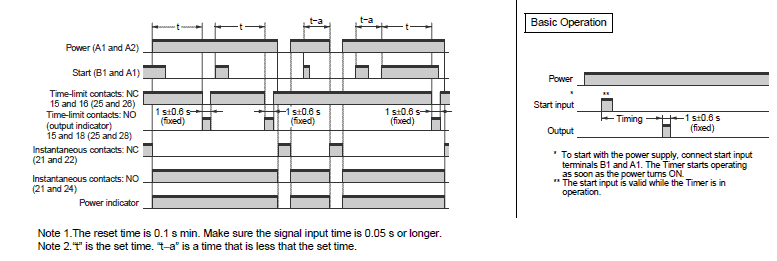 t
t
t–a
t–a
t
Power (A1 and A2)
Start (B1 and A1)
Time-limit contacts: NC
15 and 16 (25 and 26)
Time-limit contacts: NO
(output indicator)
15 and 18 (25 and 28)
1 s±0.6 s
(fixed)
1 s±0.6 s
(fixed)
1 s±0.6 s
(fixed)
Instantaneous contacts: NC
(21 and 22)
Instantaneous contacts: NO
(21 and 24)
Power indicator
Note 1.The reset time is 0.1 s min. Make sure the signal input time is 0.05 s or longer.
Note 2.“t” is the set time. “t–a” is a time that is less that the set time.
Basic Operation
Power
*
**
Start input
Timing
1 s±0.6 s
(fixed)
Output
* To start with the power supply, connect start input
terminals B1 and A1. The Timer starts operating
as soon as the power turns ON.
** The start input is valid while the Timer is in
operation.